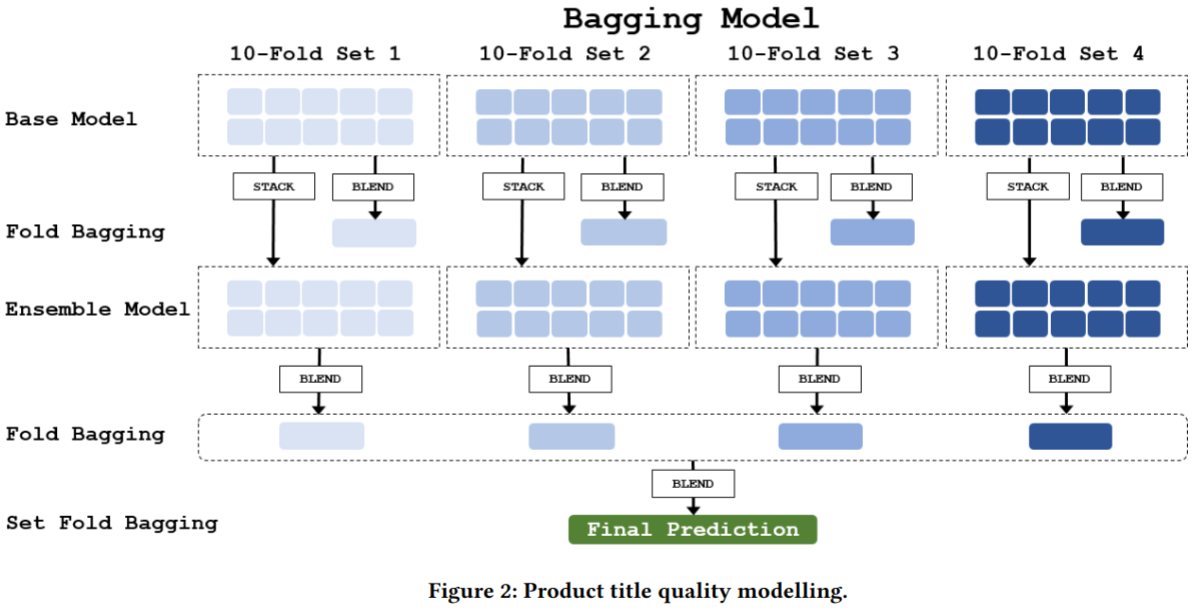 Bagging Model
10-Fold Set 1 10-Fold Set 2 10-Fold Set 3 10-Fold Set 4
Base Model
STACK BLEND STACK BLEND STACK BLEND STACK BLEND
Fold Bagging
Ensemble Model
BLEND BLEND BLEND BLEND
Fold Bagging
BLEND
Set Fold Bagging Final Prediction
Figure 2: Product title quality modelling.